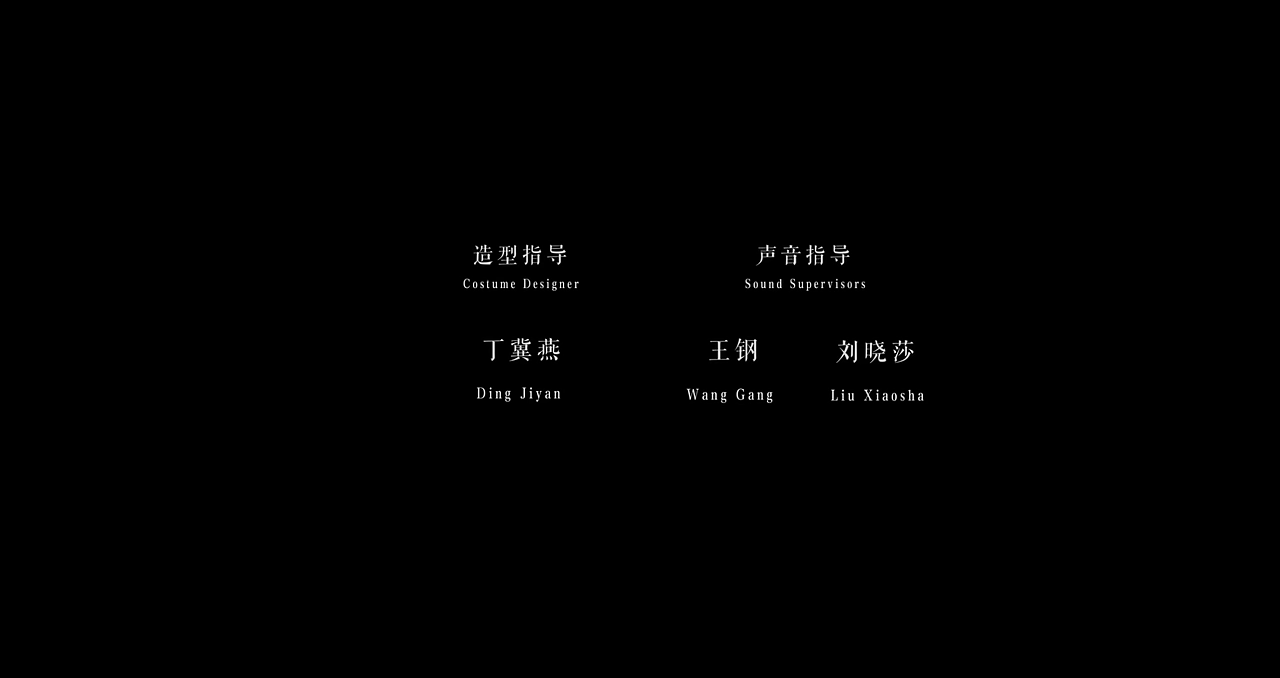 造型指导
Costume Designer
丁冀燕
Ding Jiyan
声音指导
Sound Supervisors
王钢 刘晓莎
Wang Gang Liu Xiaosha